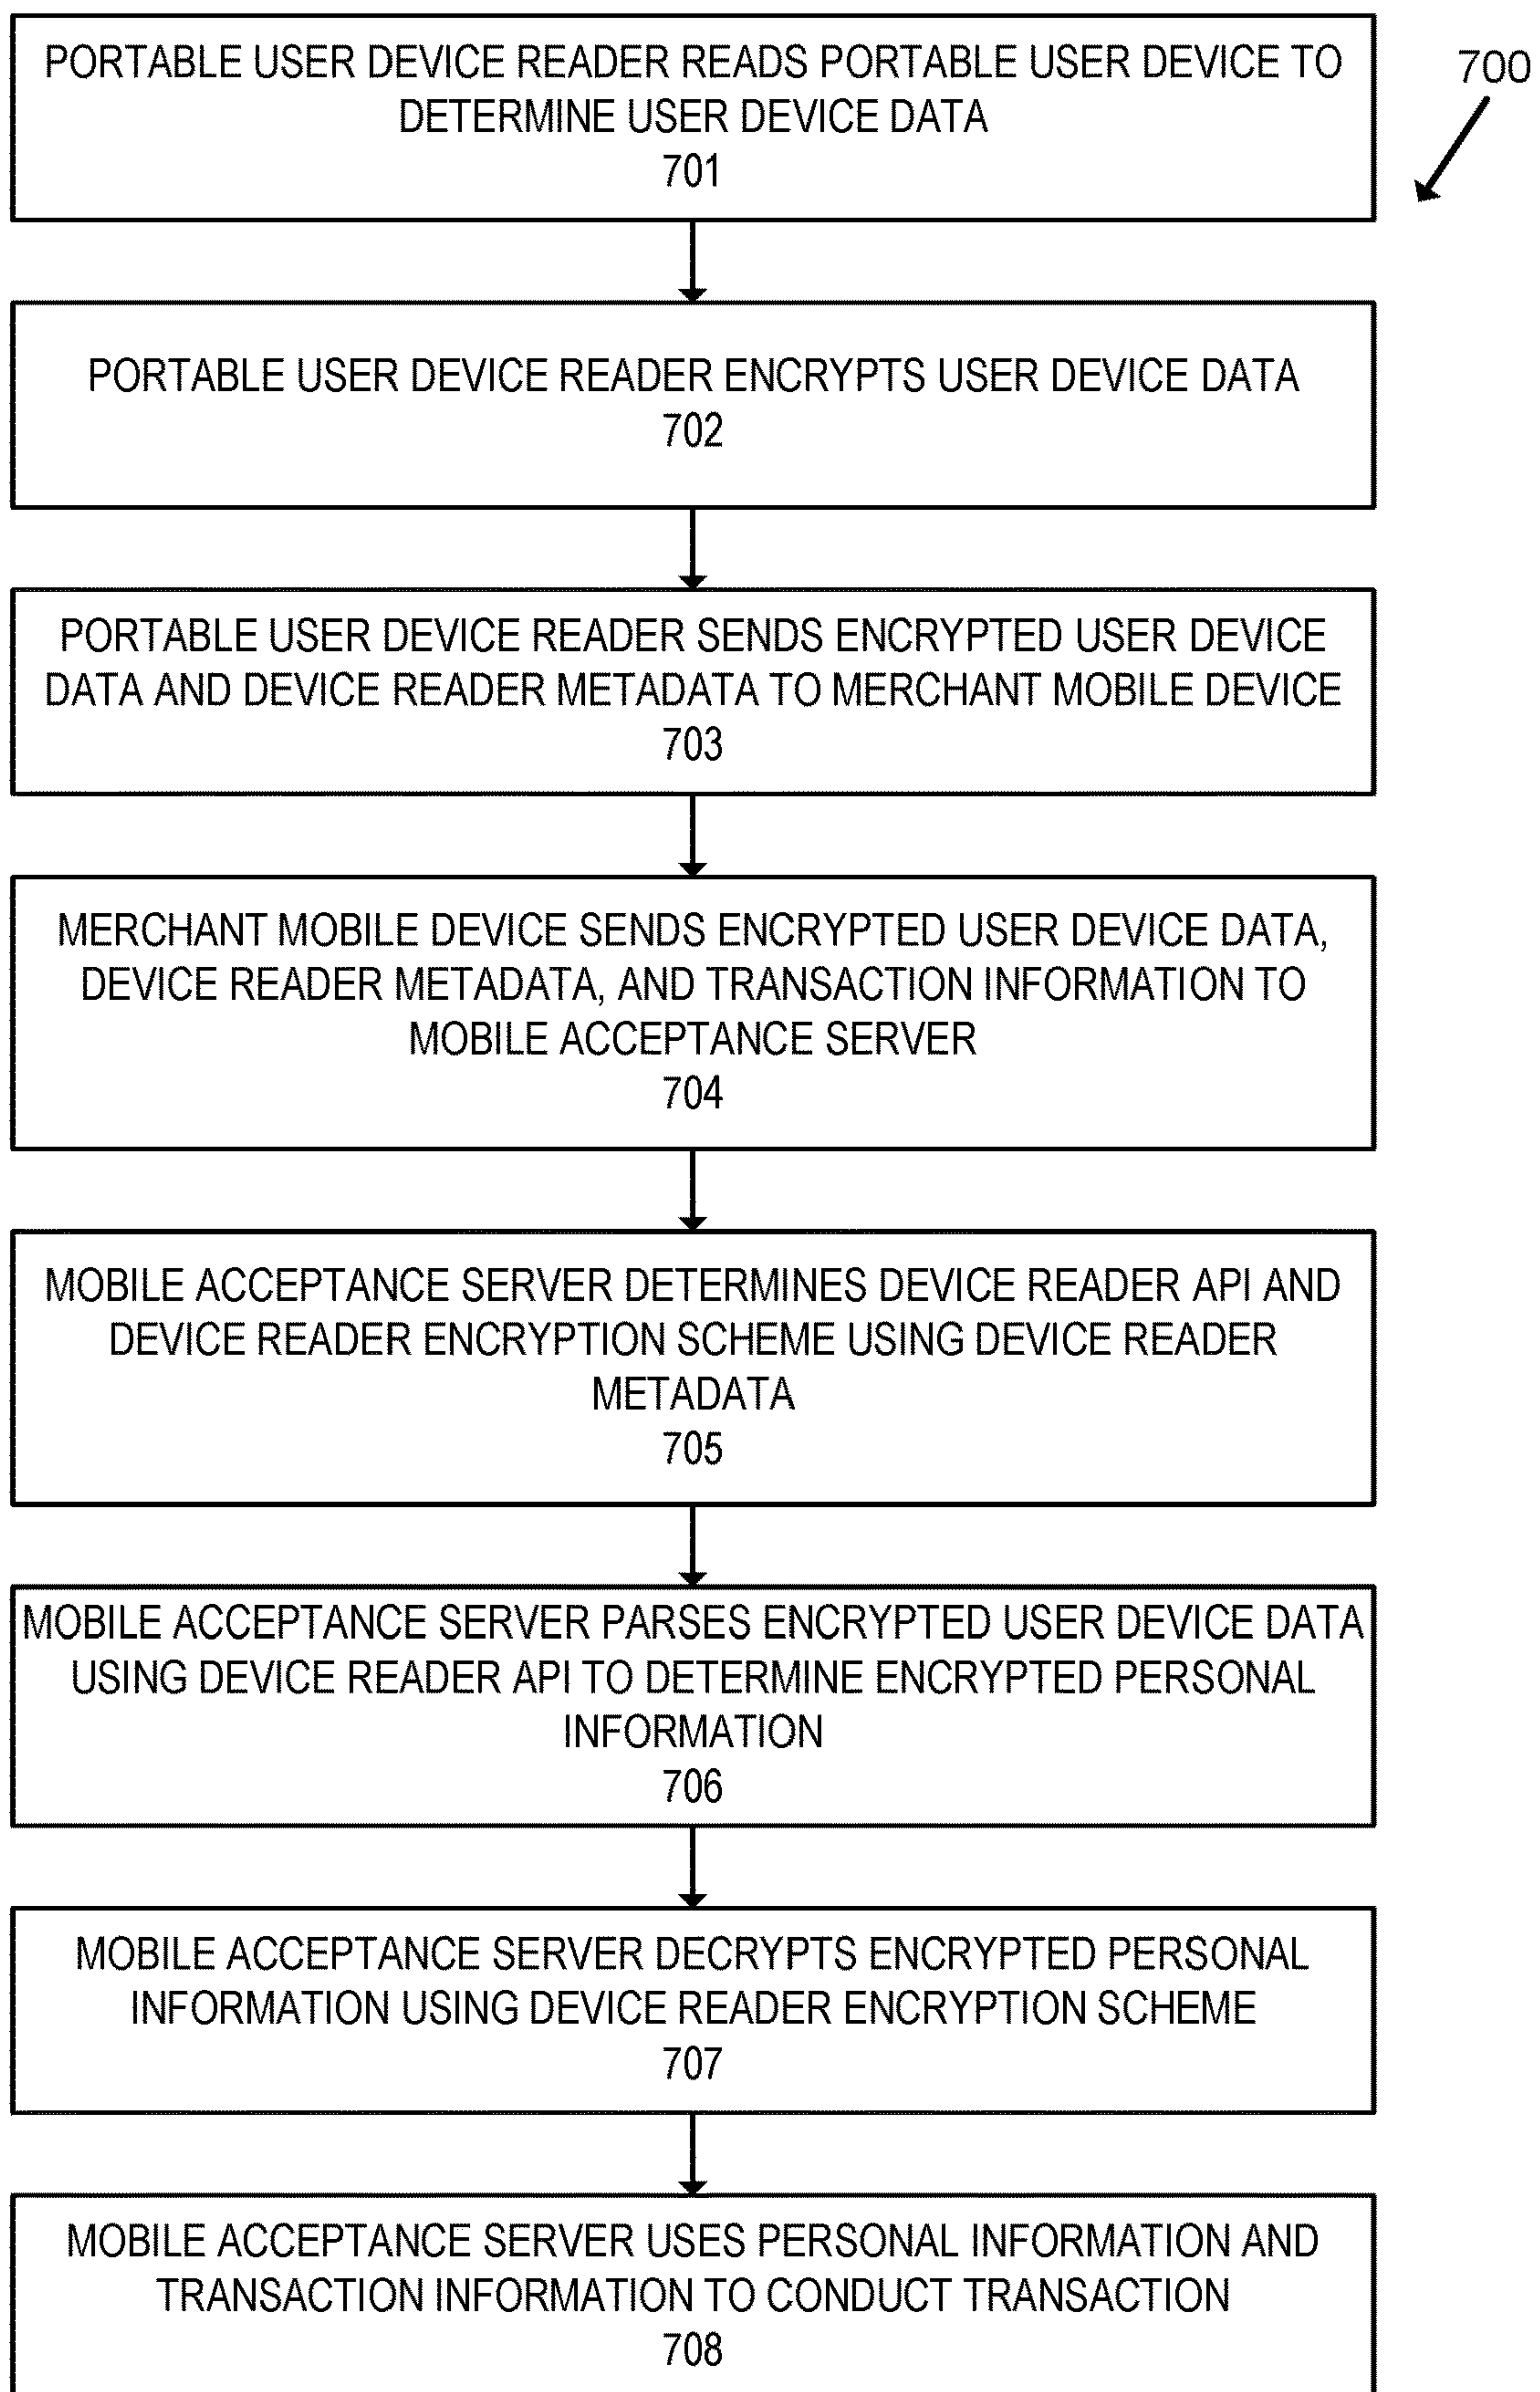 PORTABLE USER DEVICE READER READS PORTABLE USER DEVICE TO
DETERMINE USER DEVICE DATA
701
700
PORTABLE USER DEVICE READER ENCRYPTS USER DEVICE DATA
702
PORTABLE USER DEVICE READER SENDS ENCRYPTED USER DEVICE
DATA AND DEVICE READER METADATA TO MERCHANT MOBILE DEVICE
703
MERCHANT MOBILE DEVICE SENDS ENCRYPTED USER DEVICE DATA,
DEVICE READER METADATA, AND TRANSACTION INFORMATION TO
MOBILE ACCEPTANCE SERVER
704
MOBILE ACCEPTANCE SERVER DETERMINES DEVICE READER API AND
DEVICE READER ENCRYPTION SCHEME USING DEVICE READER
METADATA
705
MOBILE ACCEPTANCE SERVER PARSES ENCRYPTED USER DEVICE DATA
USING DEVICE READER API TO DETERMINE ENCRYPTED PERSONAL
INFORMATION
706
MOBILE ACCEPTANCE SERVER DECRYPTS ENCRYPTED PERSONAL
INFORMATION USING DEVICE READER ENCRYPTION SCHEME
707
MOBILE ACCEPTANCE SERVER USES PERSONAL INFORMATION AND
TRANSACTION INFORMATION TO CONDUCT TRANSACTION
708